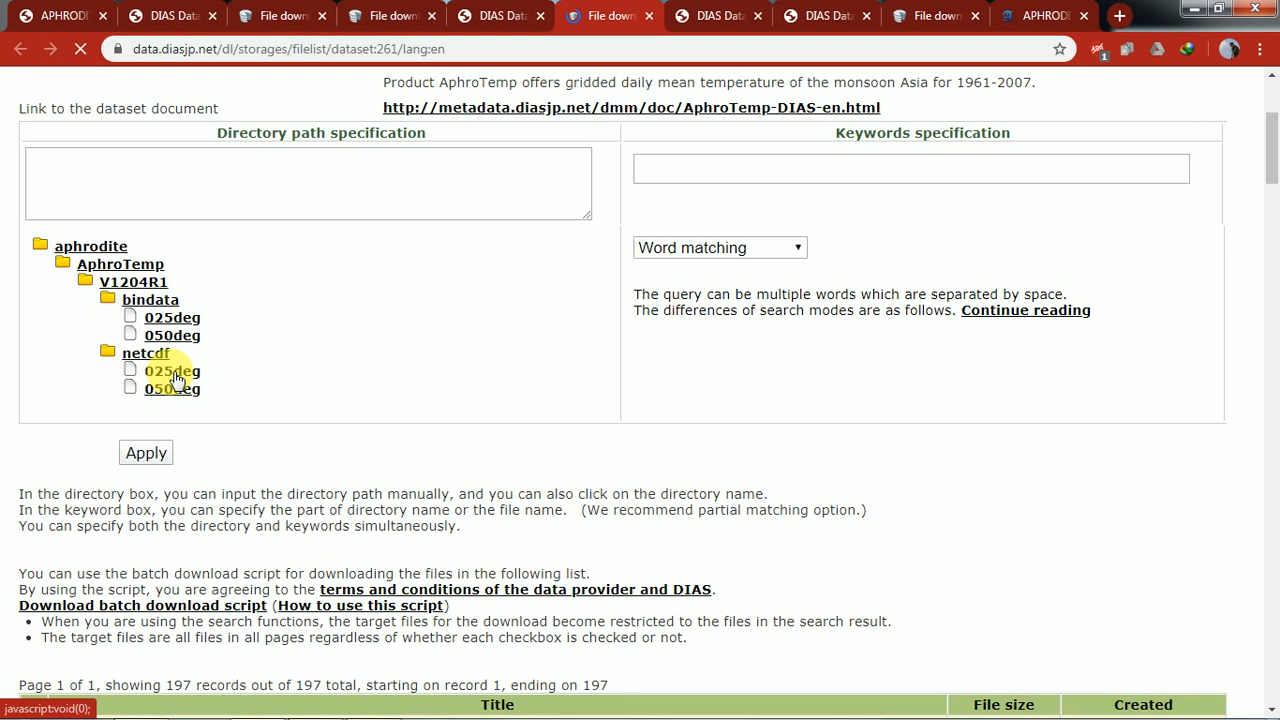 APHRODI
DIAS Data
File down
File down
DIAS Data
File down
DIAS Data
DIAS Data
File down
APHRODI
data.diasjp.net/dl/storages/filelist/dataset:261/lang:en
1
Product AphroTemp offers gridded daily mean temperature of the monsoon Asia for 1961-2007.
Link to the dataset document http://metadata.diasjp.net/dmm/doc/AphroTemp-DIAS-en.html
Directory path specification Keywords specification
aphrodite
AphroTemp
V1204R1
bindata
025deg
050deg
netcdf
025deg
050deg
Word matching
The query can be multiple words which are separated by space.
The differences of search modes are as follows. Continue reading
Apply
In the directory box, you can input the directory path manually, and you can also click on the directory name.
In the keyword box, you can specify the part of directory name or the file name. (We recommend partial matching option.)
You can specify both the directory and keywords simultaneously.
You can use the batch download script for downloading the files in the following list.
By using the script, you are agreeing to the terms and conditions of the data provider and DIAS.
Download batch download script (How to use this script)
• When you are using the search functions, the target files for the download become restricted to the files in the search result.
• The target files are all files in all pages regardless of whether each checkbox is checked or not.
Page 1 of 1, showing 197 records out of 197 total, starting on record 1, ending on 197
Title File size Created
javascript:void(0);